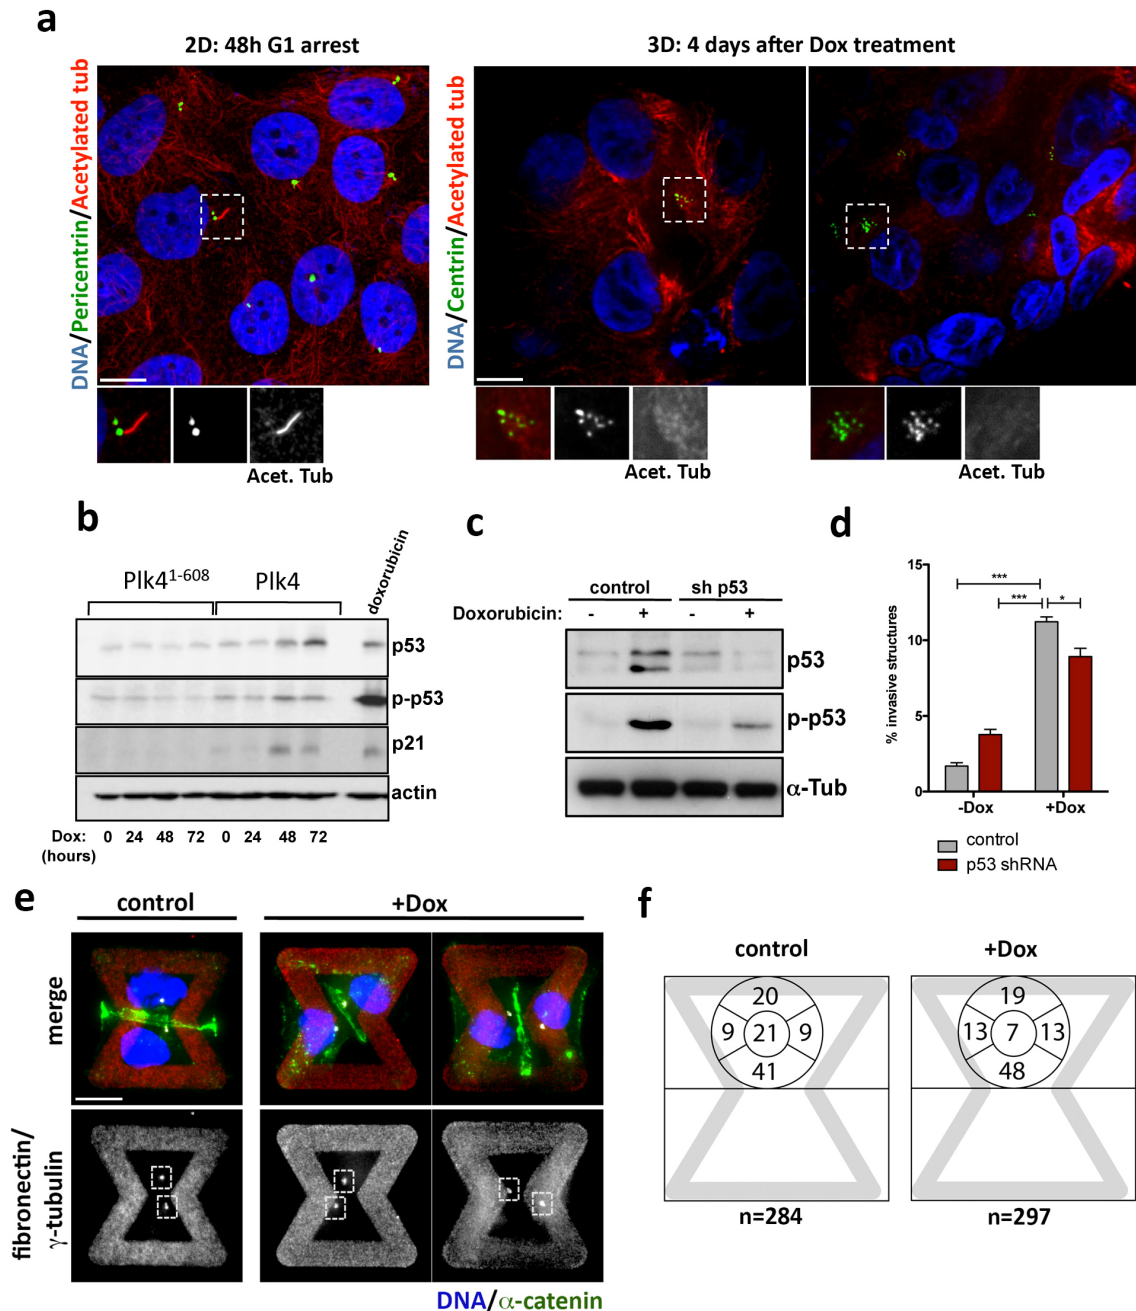 a
2D: 48h G1 arrest
3D: 4 days after Dox treatment
DNA/Pericentrin/Acetylated tub
DNA/Centrin/Acetylated tub
Acet. Tub
Acet. Tub
Acet. Tub
b
Plk4¹⁻⁶⁰⁸
Plk4
doxorubicin
p53
p-p53
p21
actin
Dox: 0 24 48 72 0 24 48 72
(hours)
c
control
sh p53
Doxorubicin: - + - +
p53
p-p53
α-Tub
d
% invasive structures
15
10
5
0
***
***
*
-Dox
+Dox
control
p53 shRNA
e
control
+Dox
merge
fibronectin/
γ-tubulin
DNA/α-catenin
f
control
+Dox
20
9 21 9
41
19
13 7 13
48
n=284
n=297